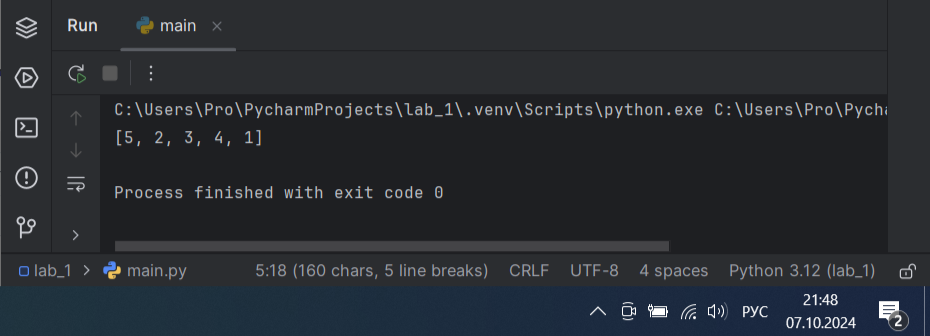 Run main
C:\Users\Pro\PycharmProjects\lab_1\.venv\Scripts\python.exe C:\Users\Pro\Pycha
[5, 2, 3, 4, 1]
Process finished with exit code 0
lab_1 main.py 5:18 (160 chars, 5 line breaks) CRLF UTF-8 4 spaces Python 3.12 (lab_1)
РУС
21:48
07.10.2024
2